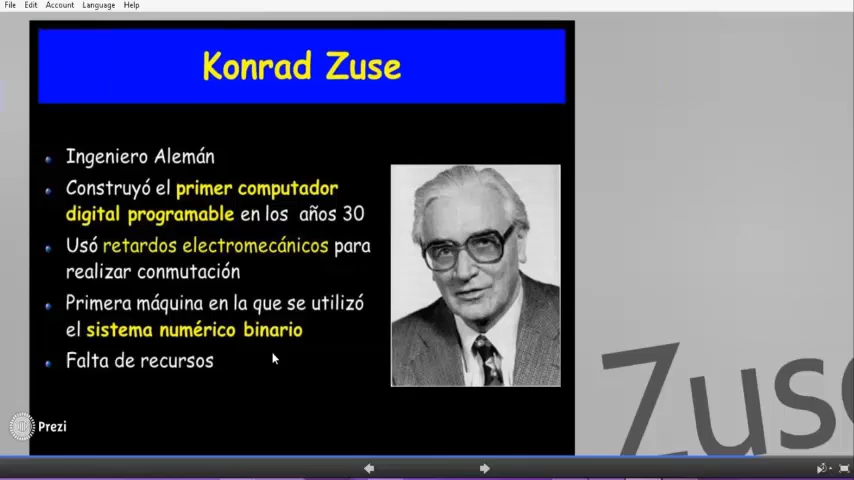 File Edit Account Language Help
Konrad Zuse
Ingeniero Alemán
Construyó el primer computador
digital programable en los años 30
Usó retardos electromecánicos para
realizar conmutación
Primera máquina en la que se utilizó
el sistema numérico binario
Falta de recursos
Zuse
Prezi